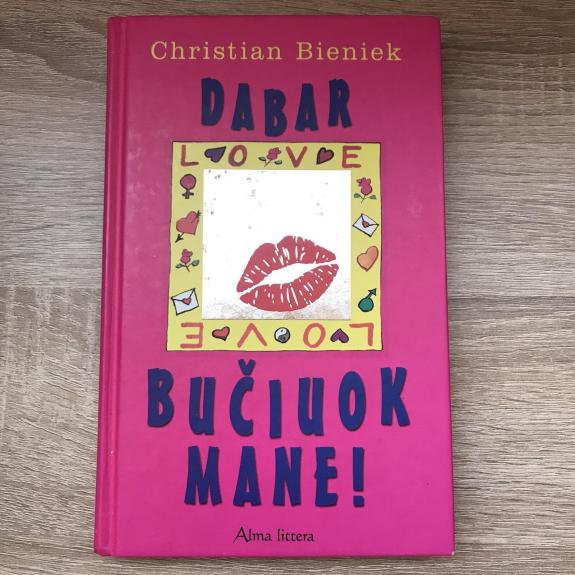 Christian Bieniek
DABAR
LOVE
LOVE
BUČIUOK
MANE!
Alma littera